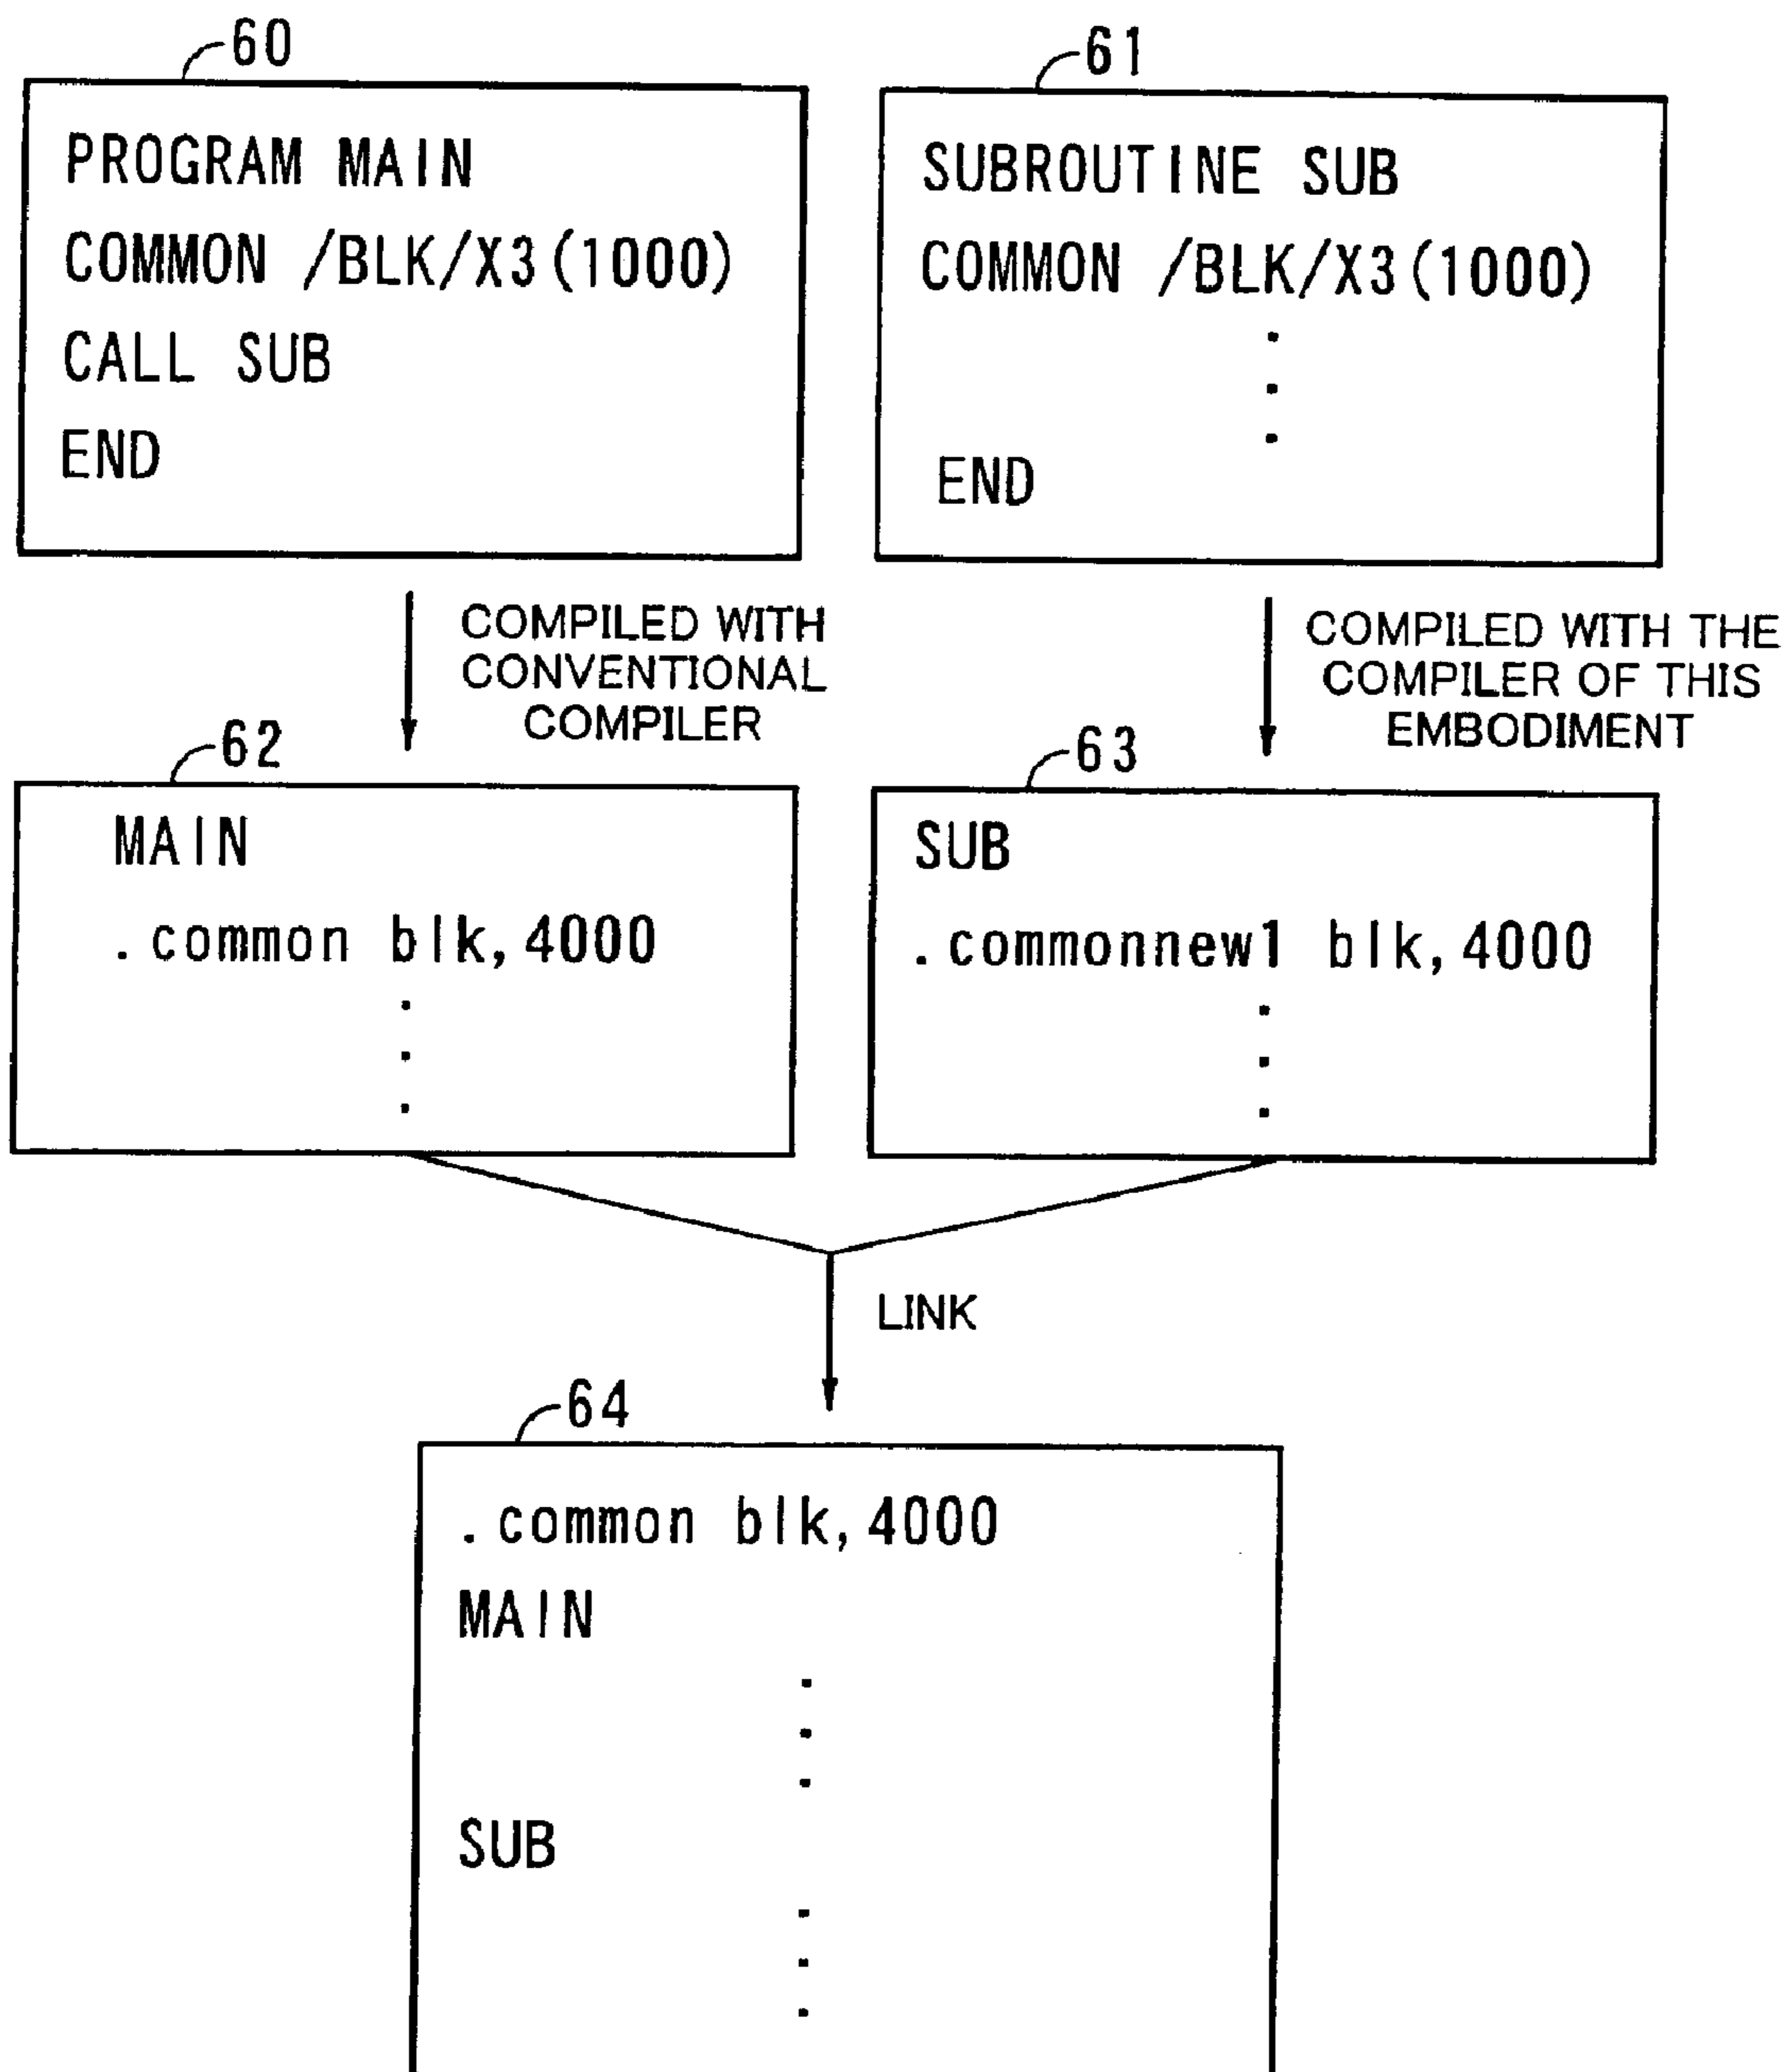 60
PROGRAM MAIN
COMMON /BLK/X3(1000)
CALL SUB
END
61
SUBROUTINE SUB
COMMON /BLK/X3(1000)
.
.
.
END
COMPILED WITH
CONVENTIONAL
COMPILER
COMPILED WITH THE
COMPILER OF THIS
EMBODIMENT
62
MAIN
.common blk,4000
.
.
.
63
SUB
.commonnew1 blk,4000
.
.
.
LINK
64
.common blk,4000
MAIN
.
.
.
SUB
.
.
.